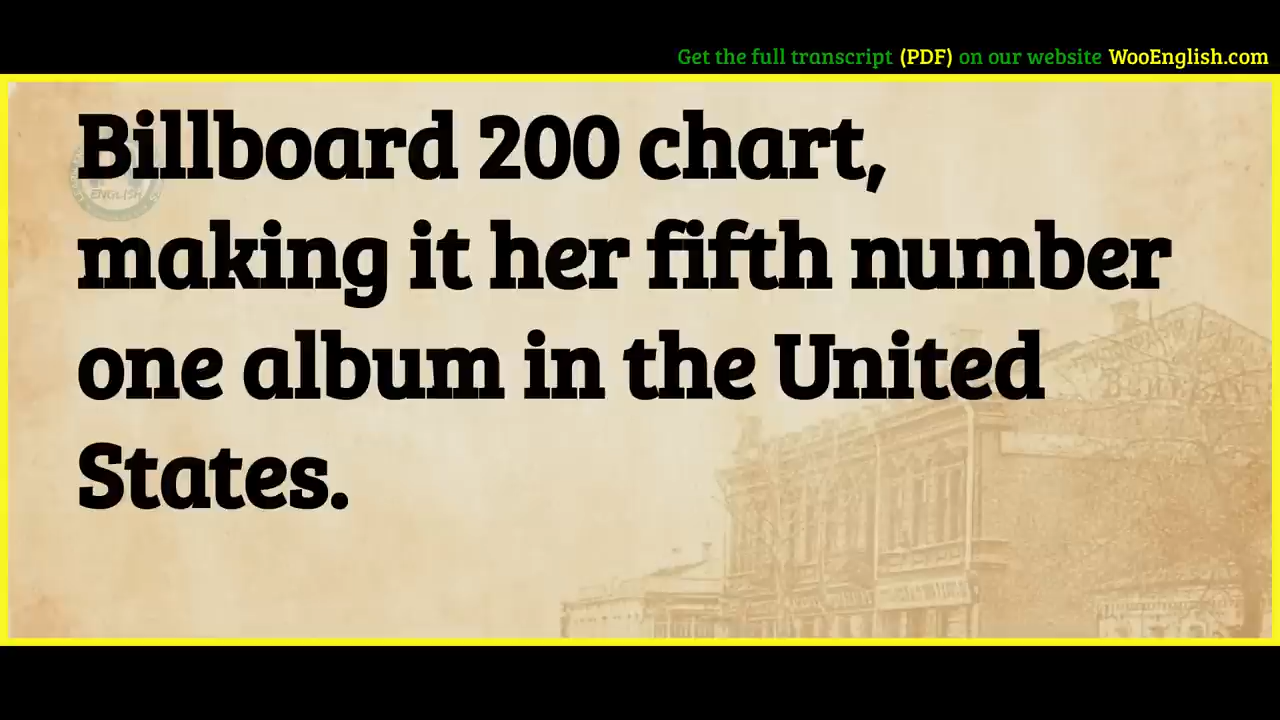 Get the full transcript (PDF) on our website WooEnglish.com
Billboard 200 chart,
ENGLISH
making it her fifth number
one album in the United
States.